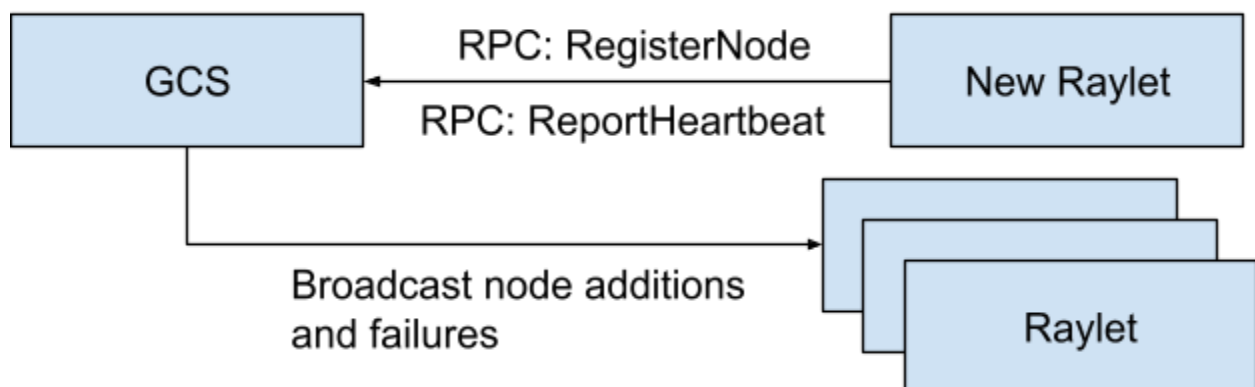 GCS
RPC: RegisterNode
RPC: ReportHeartbeat
New Raylet
Broadcast node additions
and failures
Raylet